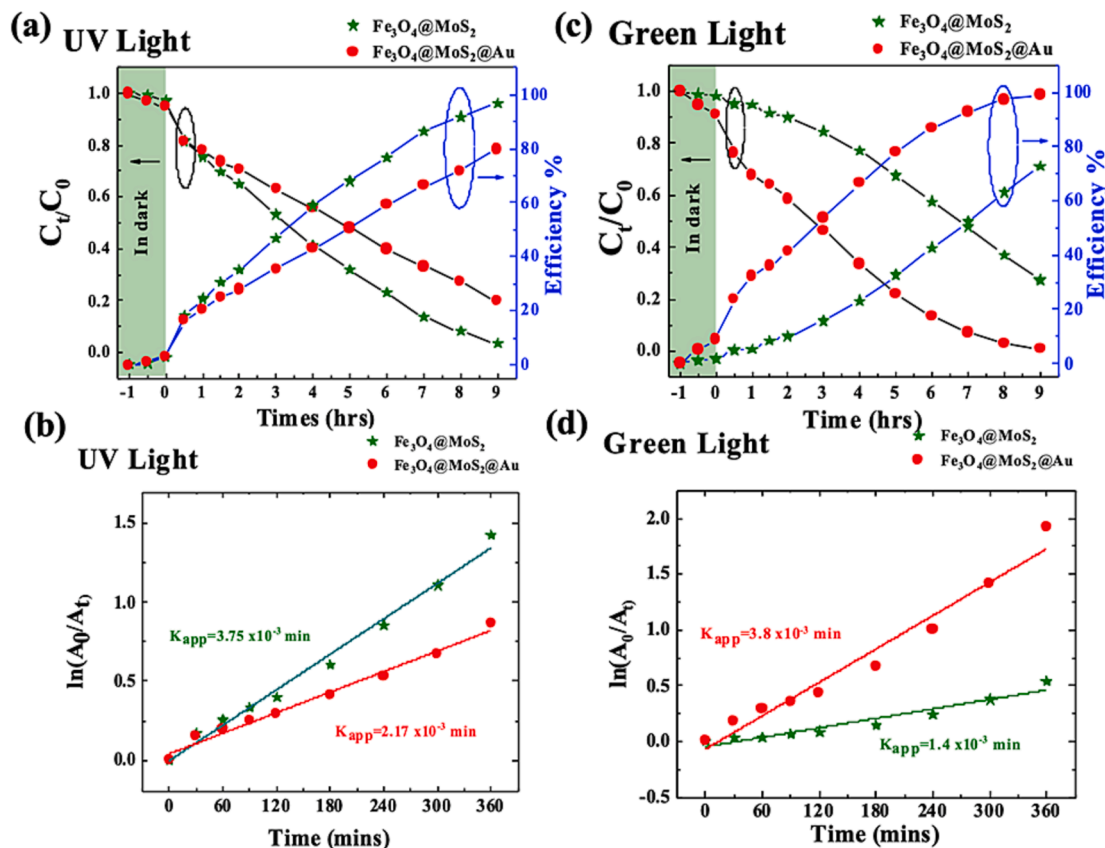 (a)
UV Light
Fe₃O₄@MoS₂
Fe₃O₄@MoS₂@Au
Cₜ/C₀
In dark
Efficiency %
1.0
0.8
0.6
0.4
0.2
0.0
100
80
60
40
20
0
-1 0 1 2 3 4 5 6 7 8 9
Times (hrs)
(c)
Green Light
Fe₃O₄@MoS₂
Fe₃O₄@MoS₂@Au
Cₜ/C₀
In dark
Efficiency %
1.0
0.8
0.6
0.4
0.2
0.0
100
80
60
40
20
0
-1 0 1 2 3 4 5 6 7 8 9
Time (hrs)
(b)
UV Light
Fe₃O₄@MoS₂
Fe₃O₄@MoS₂@Au
ln(A₀/Aₜ)
1.5
1.0
0.5
0.0
Kapp=3.75 x10⁻³ min
Kapp=2.17 x10⁻³ min
0 60 120 180 240 300 360
Time (mins)
(d)
Green Light
Fe₃O₄@MoS₂
Fe₃O₄@MoS₂@Au
ln(A₀/Aₜ)
2.0
1.5
1.0
0.5
0.0
-0.5
Kapp=3.8 x10⁻³ min
Kapp=1.4 x10⁻³ min
0 60 120 180 240 300 360
Time (mins)